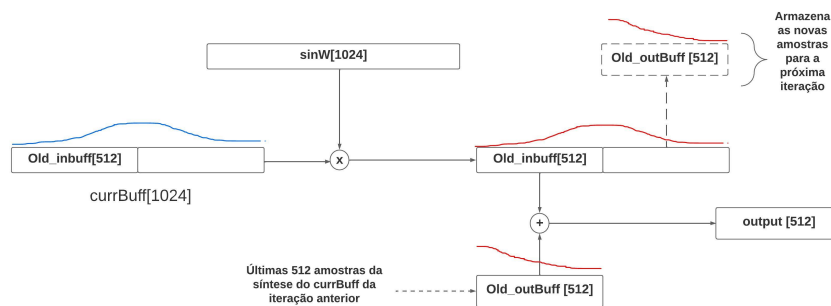 Armazena
as novas
amostras
para a
próxima
iteração
sinW[1024]
Old_outBuff [512]
Old_inbuff[512]
x
Old_inbuff[512]
currBuff[1024]
+
output [512]
Últimas 512 amostras da
síntese do currBuff da
iteração anterior
Old_outBuff [512]